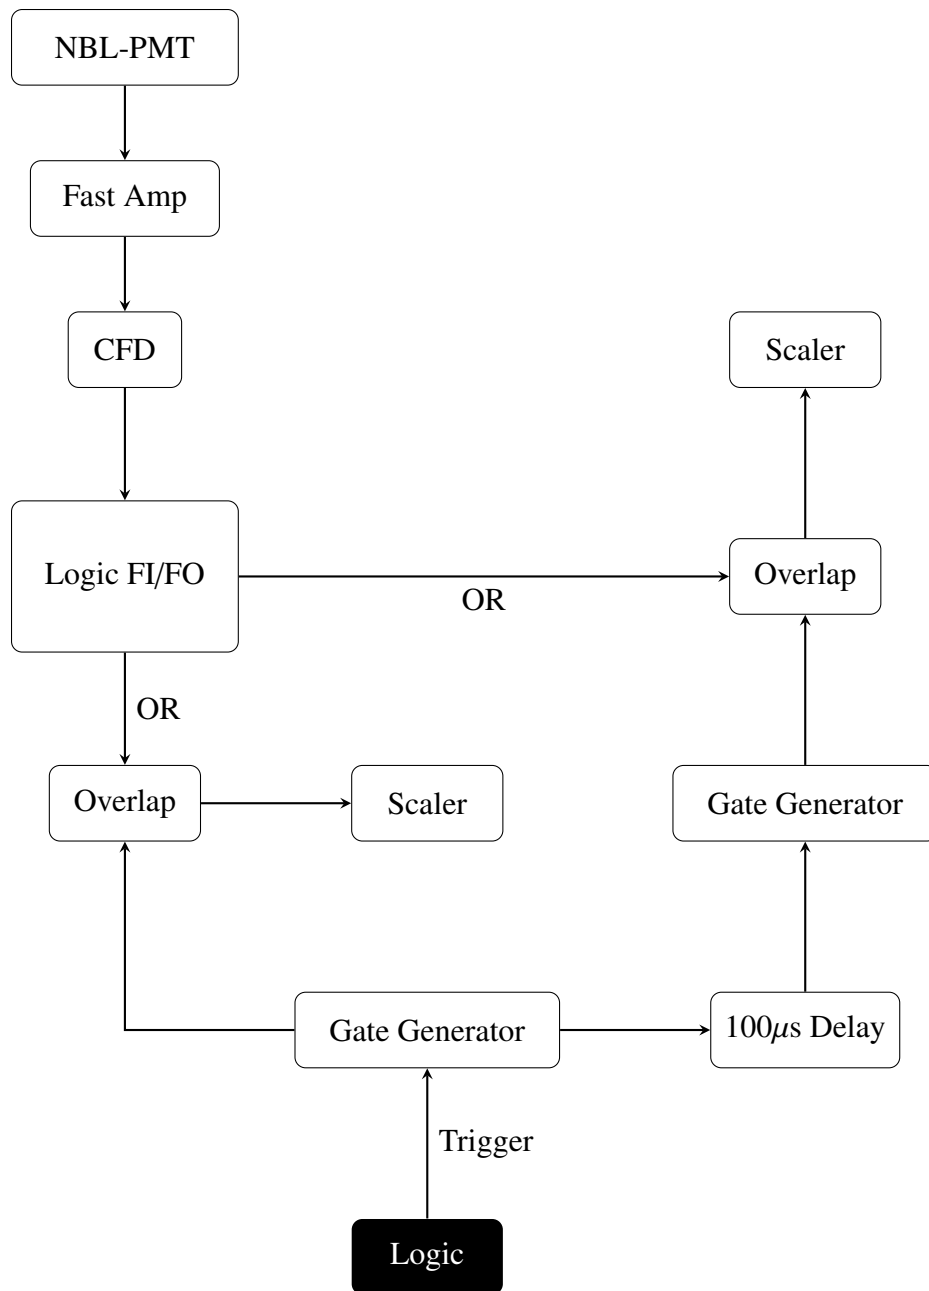 NBL-PMT
Fast Amp
CFD
Scaler
Logic FI/FO
Overlap
OR
OR
Overlap
Scaler
Gate Generator
Gate Generator
100μs Delay
Trigger
Logic